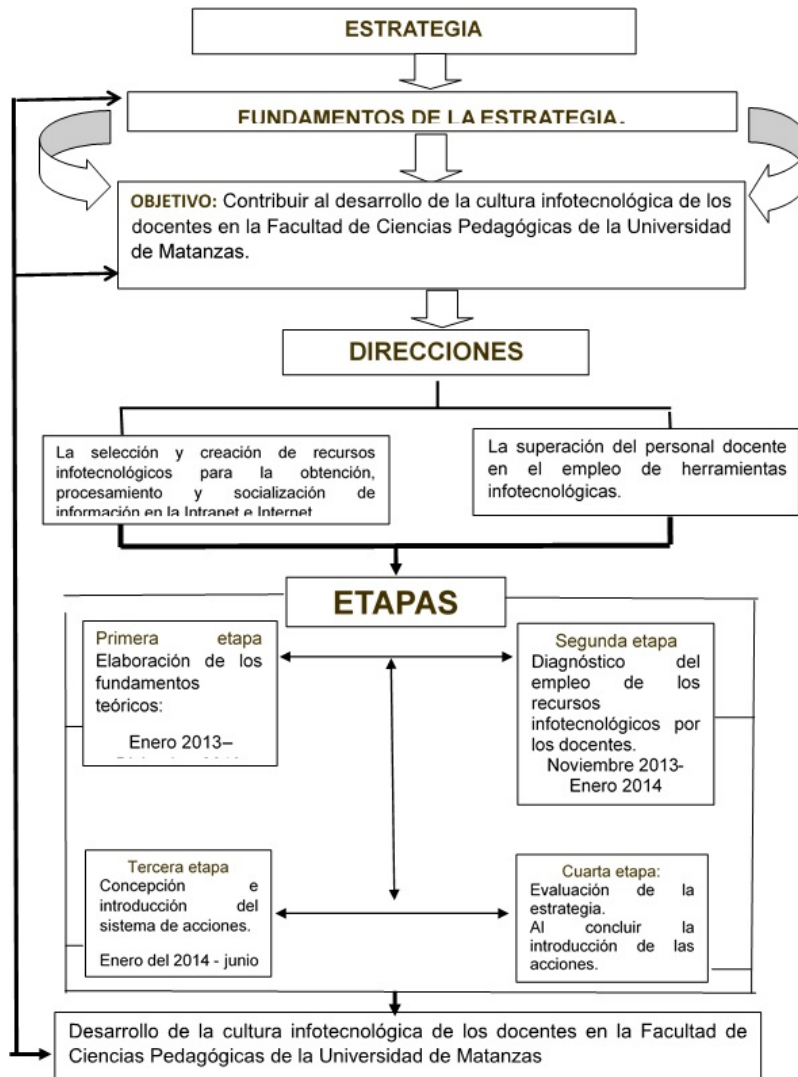 ESTRATEGIA
FUNDAMENTOS DE LA ESTRATEGIA.
OBJETIVO: Contribuir al desarrollo de la cultura infotecnológica de los
docentes en la Facultad de Ciencias Pedagógicas de la Universidad
de Matanzas.
DIRECCIONES
La selección y creación de recursos
infotecnológicos para la obtención,
procesamiento y socialización de
información en la Intranet e Internet
La superación del personal docente
en el empleo de herramientas
infotecnológicas.
ETAPAS
Primera etapa
Elaboración de los
fundamentos
teóricos:
Enero 2013–
Segunda etapa
Diagnóstico del
empleo de los
recursos
infotecnológicos por
los docentes.
Noviembre 2013-
Enero 2014
Tercera etapa
Concepción e
introducción del
sistema de acciones.
Enero del 2014 - junio
Cuarta etapa:
Evaluación de la
estrategia.
Al concluir la
introducción de las
acciones.
Desarrollo de la cultura infotecnológica de los docentes en la Facultad de
Ciencias Pedagógicas de la Universidad de Matanzas